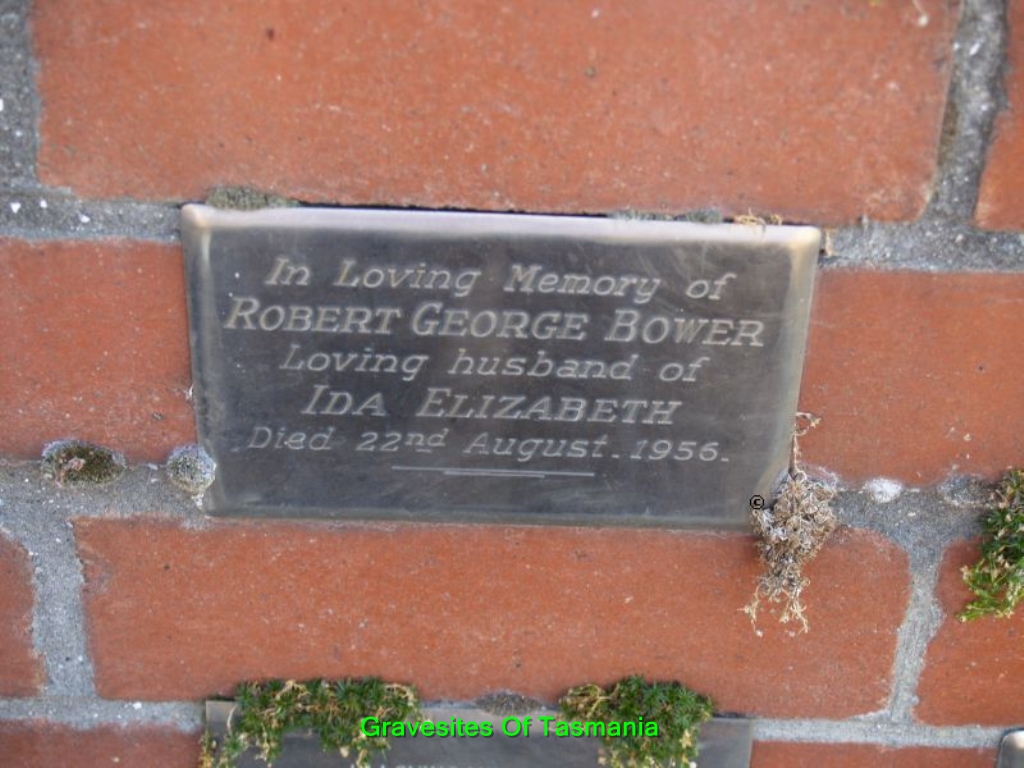 In Loving Memory of
ROBERT GEORGE BOWER
Loving husband of
IDA ELIZABETH
Died 22nd August. 1956.
©
Gravesites Of Tasmania